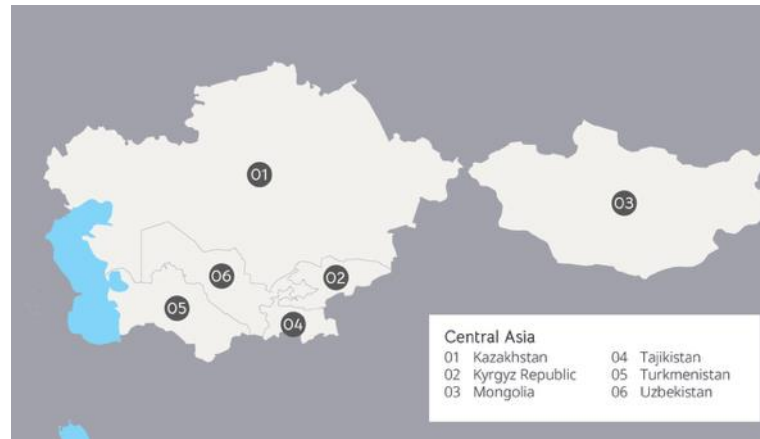 01
03
06
02
05
04
Central Asia
01 Kazakhstan
02 Kyrgyz Republic
03 Mongolia
04 Tajikistan
05 Turkmenistan
06 Uzbekistan